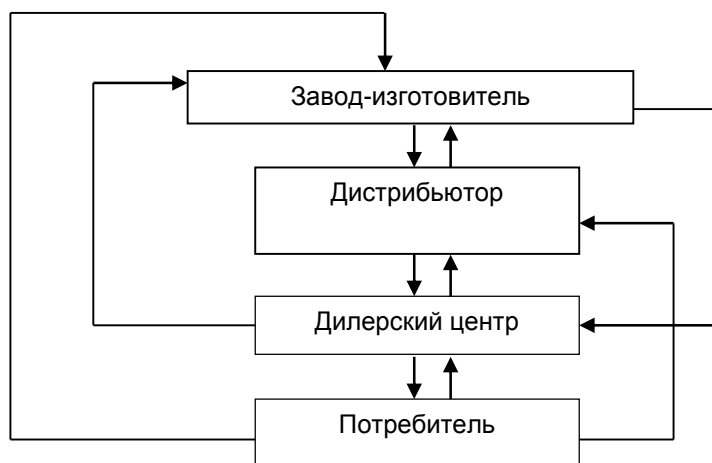 Завод-изготовитель
Дистрибьютор
Дилерский центр
Потребитель